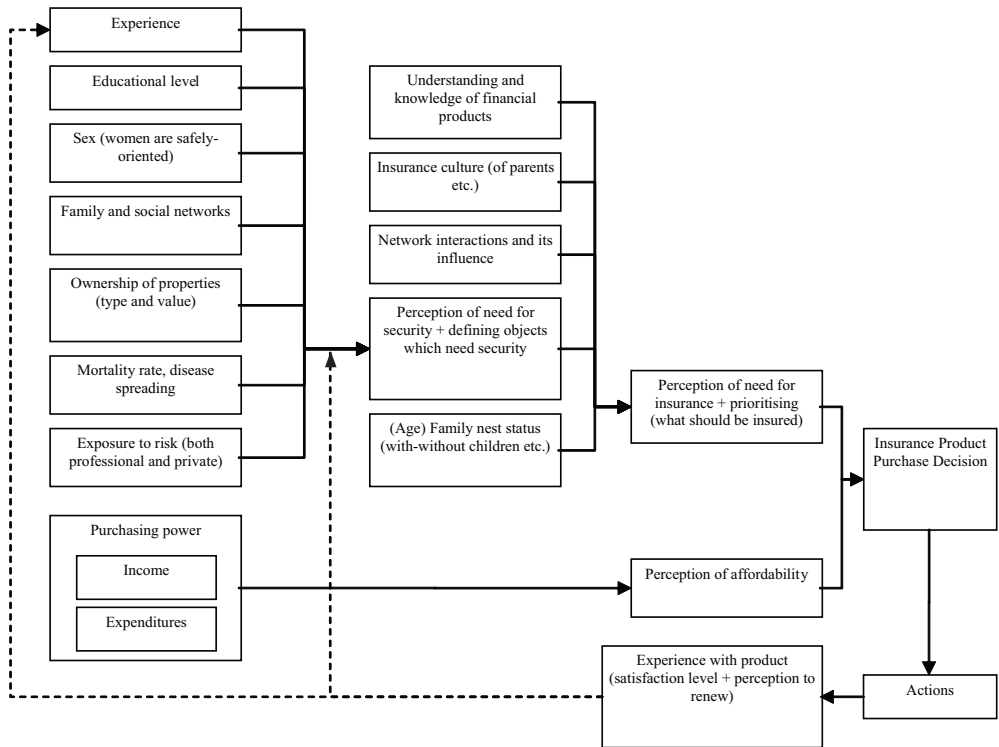 Experience
Educational level
Sex (women are safely-
oriented)
Family and social networks
Ownership of properties
(type and value)
Mortality rate, disease
spreading
Exposure to risk (both
professional and private)
Purchasing power
Income
Expenditures
Understanding and
knowledge of financial
products
Insurance culture (of parents
etc.)
Network interactions and its
influence
Perception of need for
security + defining objects
which need security
(Age) Family nest status
(with-without children etc.)
Perception of need for
insurance + prioritising
(what should be insured)
Perception of affordability
Insurance Product
Purchase Decision
Actions
Experience with product
(satisfaction level + perception to
renew)